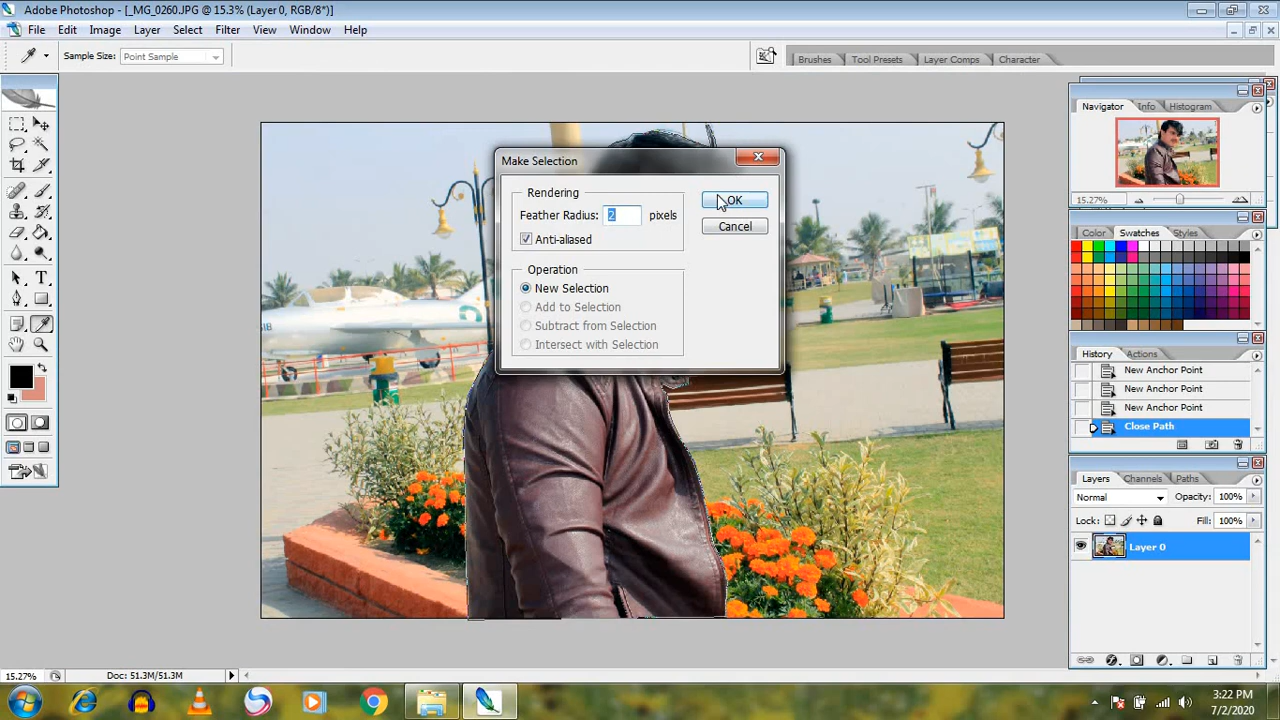 Adobe Photoshop - [_MG_0260.JPG @ 15.3% (Layer 0, RGB/8*)]
File Edit Image Layer Select Filter View Window Help
Sample Size: Point Sample
Brushes Tool Presets Layer Comps Character
Navigator Info Histogram
15.27%
Color Swatches Styles
History Actions
New Anchor Point
New Anchor Point
New Anchor Point
Close Path
Layers Channels Paths
Normal Opacity: 100%
Lock: Fill: 100%
Layer 0
Make Selection
Rendering
Feather Radius: 2 pixels
Anti-aliased
OK
Cancel
Operation
New Selection
Add to Selection
Subtract from Selection
Intersect with Selection
15.27% Doc: 51.3M/51.3M
3:22 PM
7/2/2020